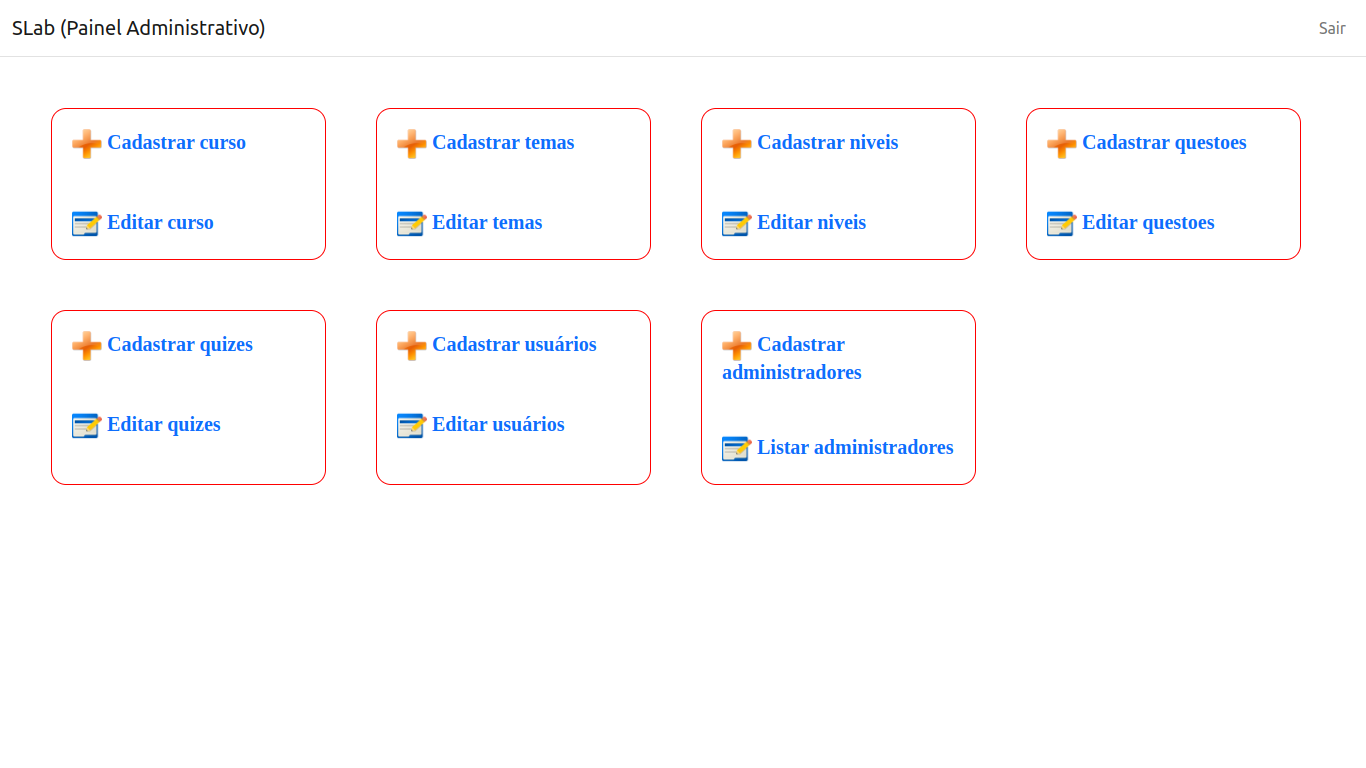 SLab (Painel Administrativo)
Sair
Cadastrar curso
Editar curso
Cadastrar temas
Editar temas
Cadastrar niveis
Editar niveis
Cadastrar questoes
Editar questoes
Cadastrar quizes
Editar quizes
Cadastrar usuários
Editar usuários
Cadastrar
administradores
Listar administradores